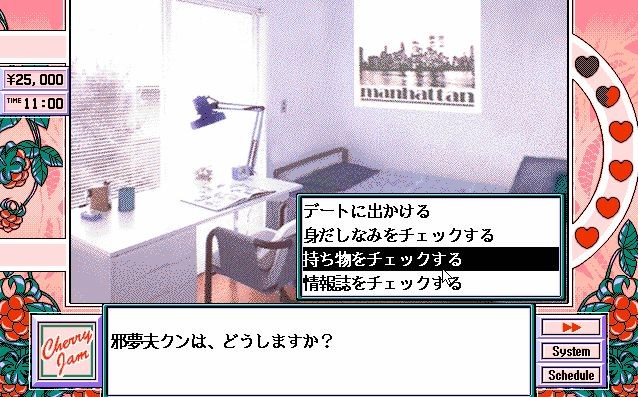 ¥25,000
TIME 11:00
manhattan
デートに出かける
身だしなみをチェックする
持ち物をチェックする
情報誌をチェックする
Cherry
Jam
邪夢夫クンは、どうしますか？
System
Schedule